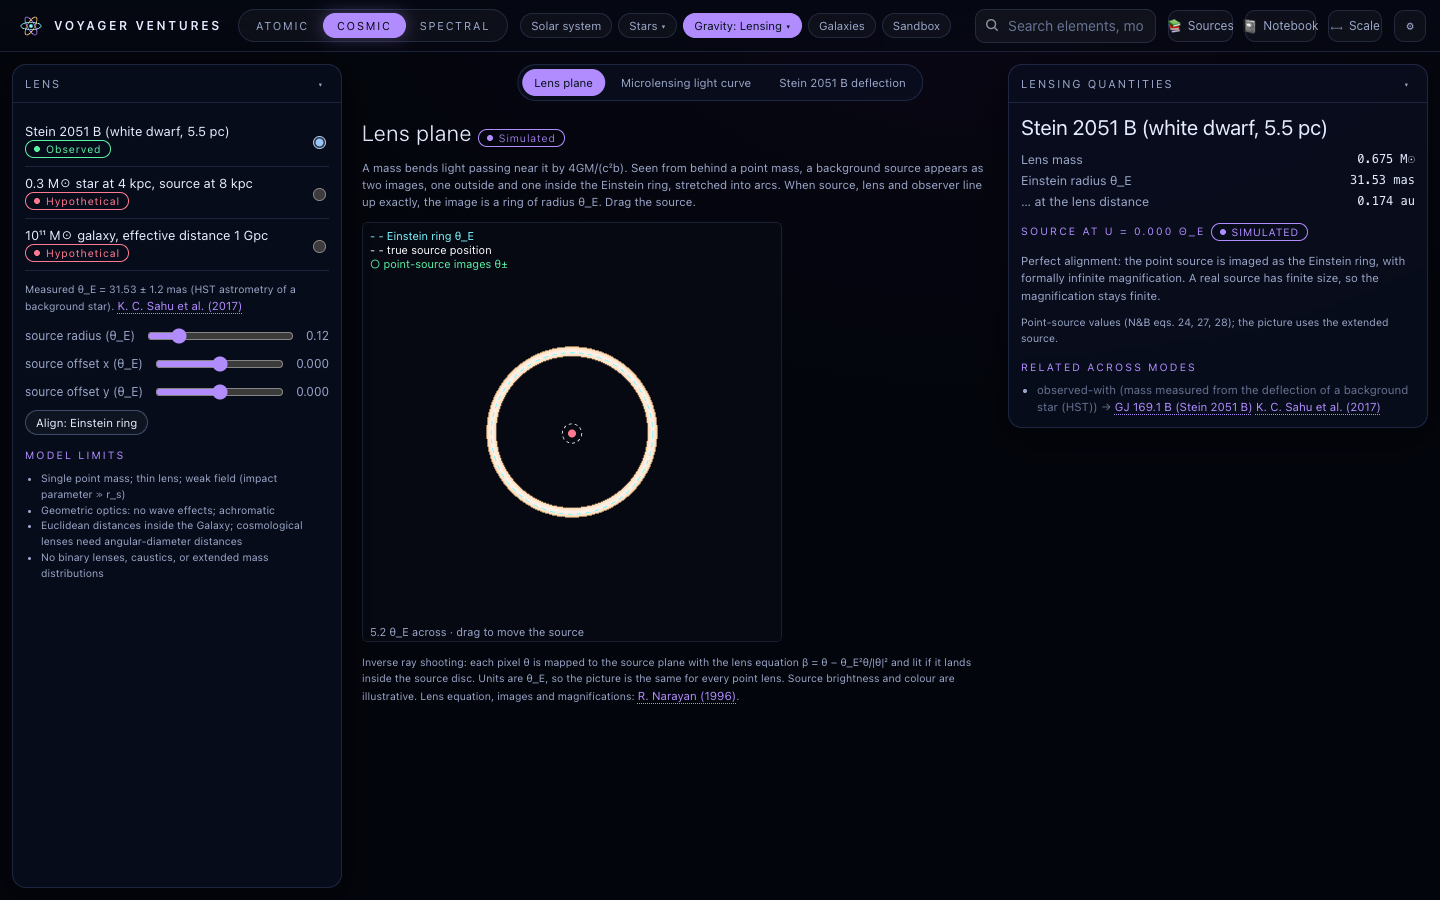 VOYAGER VENTURES
ATOMIC COSMIC SPECTRAL
Solar system Stars ▾ Gravity: Lensing ▾ Galaxies Sandbox
Search elements, mo
Sources Notebook Scale
LENS
Stein 2051 B (white dwarf, 5.5 pc)
Observed
0.3 M☉ star at 4 kpc, source at 8 kpc
Hypothetical
10¹¹ M☉ galaxy, effective distance 1 Gpc
Hypothetical
Measured θ_E = 31.53 ± 1.2 mas (HST astrometry of a
background star). K. C. Sahu et al. (2017)
source radius (θ_E) 0.12
source offset x (θ_E) 0.000
source offset y (θ_E) 0.000
Align: Einstein ring
MODEL LIMITS
• Single point mass; thin lens; weak field (impact
parameter » r_s)
• Geometric optics: no wave effects; achromatic
• Euclidean distances inside the Galaxy; cosmological
lenses need angular-diameter distances
• No binary lenses, caustics, or extended mass
distributions
Lens plane Microlensing light curve Stein 2051 B deflection
Lens plane Simulated
A mass bends light passing near it by 4GM/(c²b). Seen from behind a point mass, a background source appears as
two images, one outside and one inside the Einstein ring, stretched into arcs. When source, lens and observer line
up exactly, the image is a ring of radius θ_E. Drag the source.
- - Einstein ring θ_E
- - true source position
○ point-source images θ±
5.2 θ_E across · drag to move the source
Inverse ray shooting: each pixel θ is mapped to the source plane with the lens equation β = θ − θ_E²θ/|θ|² and lit if it lands
inside the source disc. Units are θ_E, so the picture is the same for every point lens. Source brightness and colour are
illustrative. Lens equation, images and magnifications: R. Narayan (1996).
LENSING QUANTITIES
Stein 2051 B (white dwarf, 5.5 pc)
Lens mass 0.675 M☉
Einstein radius θ_E 31.53 mas
… at the lens distance 0.174 au
SOURCE AT U = 0.000 Θ_E SIMULATED
Perfect alignment: the point source is imaged as the Einstein ring, with
formally infinite magnification. A real source has finite size, so the
magnification stays finite.
Point-source values (N&B eqs. 24, 27, 28); the picture uses the extended
source.
RELATED ACROSS MODES
• observed-with (mass measured from the deflection of a background
star (HST)) → GJ 169.1 B (Stein 2051 B) K. C. Sahu et al. (2017)